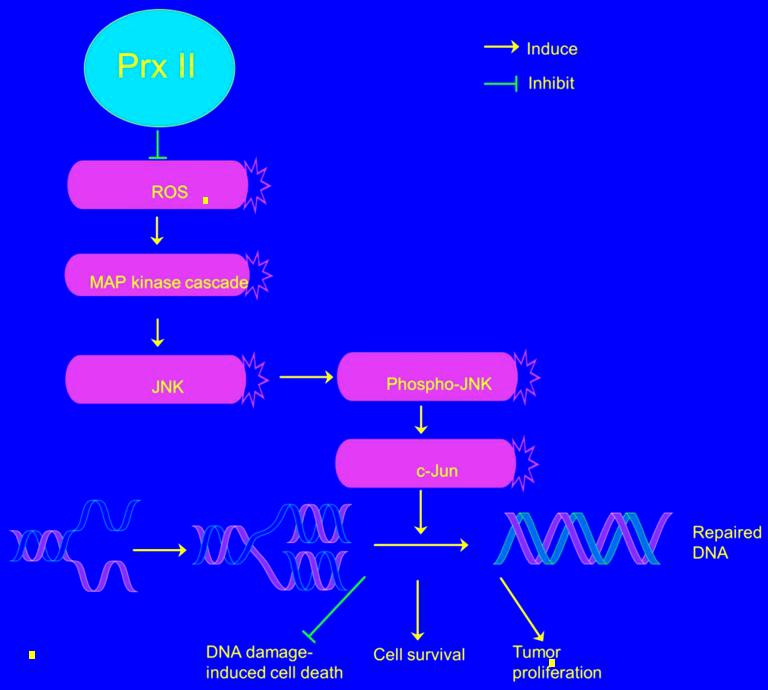 Prx II
Induce
Inhibit
ROS
MAP kinase cascade
JNK
Phospho-JNK
c-Jun
Repaired
DNA
DNA damage-
induced cell death
Cell survival
Tumor
proliferation